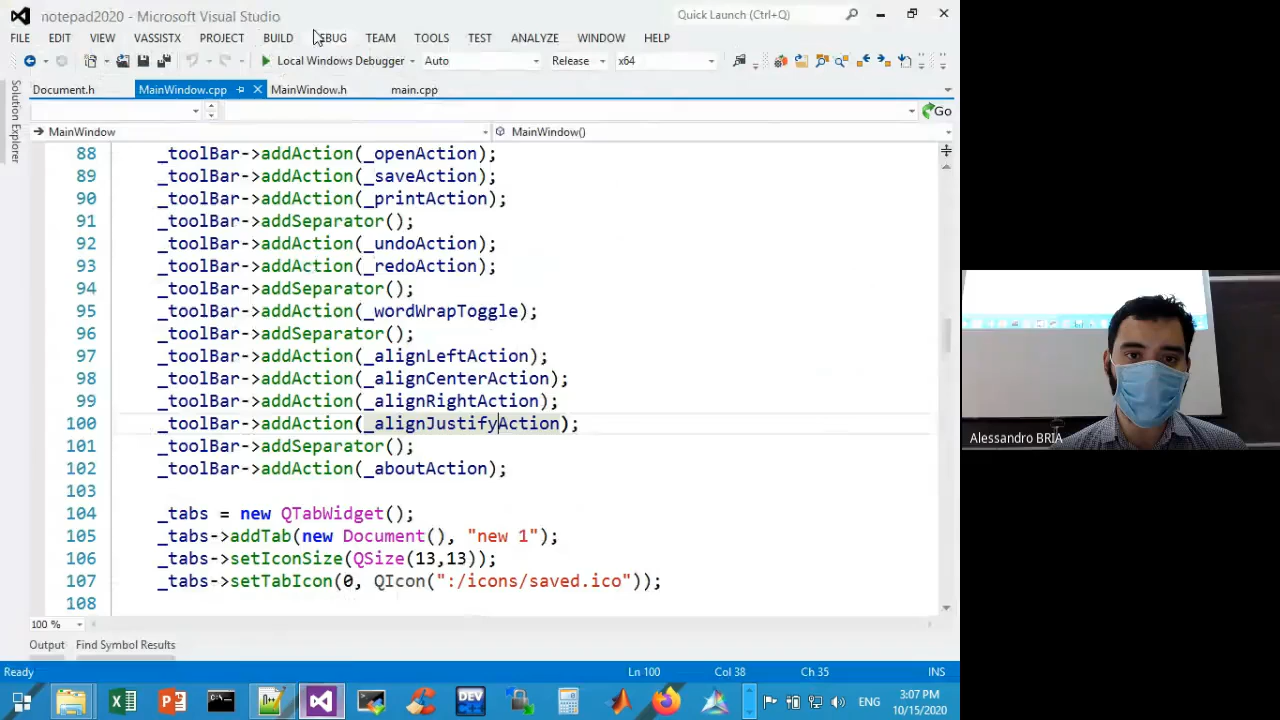 notepad2020 - Microsoft Visual Studio
Quick Launch (Ctrl+Q)
FILE EDIT VIEW VASSISTX PROJECT BUILD DEBUG TEAM TOOLS TEST ANALYZE WINDOW HELP
Local Windows Debugger Auto Release x64
Document.h MainWindow.cpp MainWindow.h main.cpp
Go
MainWindow MainWindow()
Solution Explorer
88 _toolBar->addAction(_openAction);
89 _toolBar->addAction(_saveAction);
90 _toolBar->addAction(_printAction);
91 _toolBar->addSeparator();
92 _toolBar->addAction(_undoAction);
93 _toolBar->addAction(_redoAction);
94 _toolBar->addSeparator();
95 _toolBar->addAction(_wordWrapToggle);
96 _toolBar->addSeparator();
97 _toolBar->addAction(_alignLeftAction);
98 _toolBar->addAction(_alignCenterAction);
99 _toolBar->addAction(_alignRightAction);
100 _toolBar->addAction(_alignJustifyAction);
101 _toolBar->addSeparator();
102 _toolBar->addAction(_aboutAction);
103
104 _tabs = new QTabWidget();
105 _tabs->addTab(new Document(), "new 1");
106 _tabs->setIconSize(QSize(13,13));
107 _tabs->setTabIcon(0, QIcon(":/icons/saved.ico"));
108
100 %
Output Find Symbol Results
Ready Ln 100 Col 38 Ch 35 INS
DEV
ENG
3:07 PM
10/15/2020
Alessandro BRIA